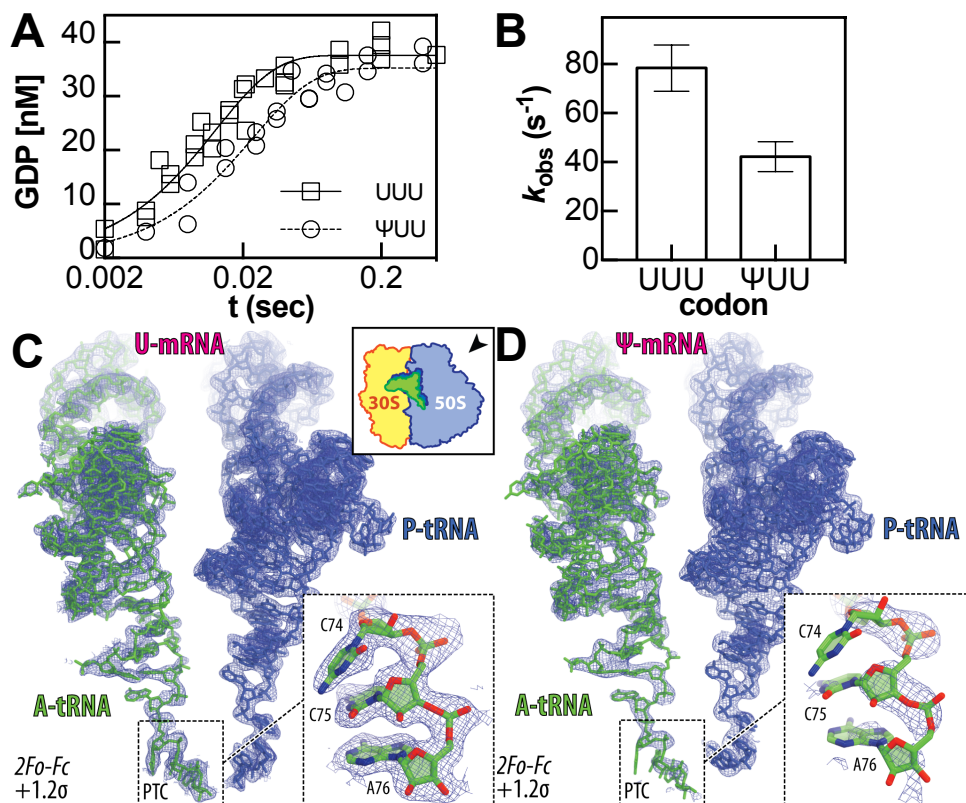 A
GDP [nM]
40
30
20
10
0
0.002
0.02
0.2
t (sec)
UUU
ΨUU
B
kobs (s-1)
80
60
40
20
0
UUU
ΨUU
codon
C
U-mRNA
30S
50S
P-tRNA
A-tRNA
C74
C75
A76
2Fo-Fc
+1.2σ
PTC
D
Ψ-mRNA
P-tRNA
A-tRNA
C74
C75
A76
2Fo-Fc
+1.2σ
PTC